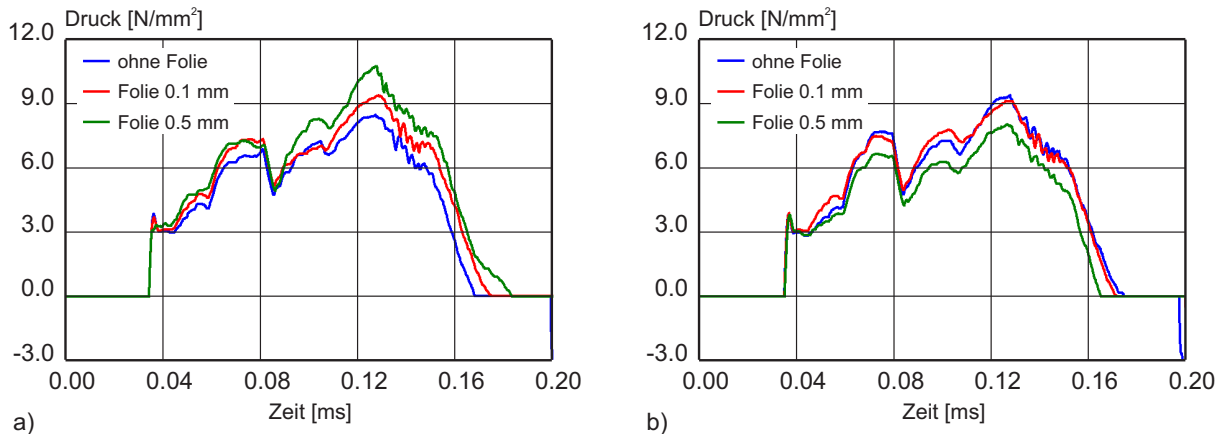 Druck [N/mm²]
12.0
9.0
6.0
3.0
0.0
-3.0
ohne Folie
Folie 0.1 mm
Folie 0.5 mm
0.00 0.04 0.08 0.12 0.16 0.20
Zeit [ms]
a)
Druck [N/mm²]
12.0
9.0
6.0
3.0
0.0
-3.0
ohne Folie
Folie 0.1 mm
Folie 0.5 mm
0.00 0.04 0.08 0.12 0.16 0.20
Zeit [ms]
b)